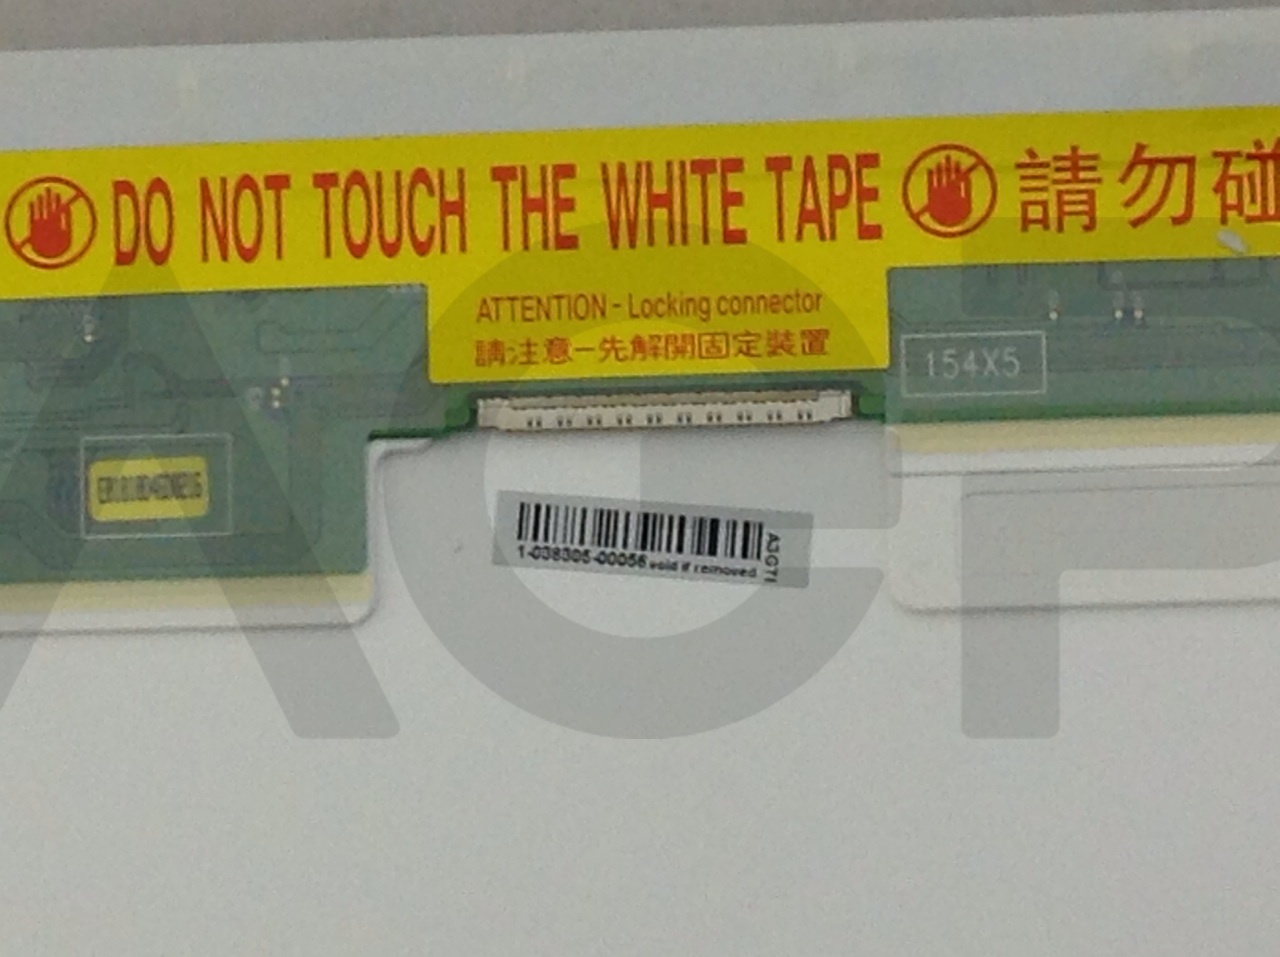 DO NOT TOUCH THE WHITE TAPE 請勿碰
ATTENTION - Locking connector
請注意-先解開固定裝置
154X5
1-038305-00056 void if removed
A3GTI